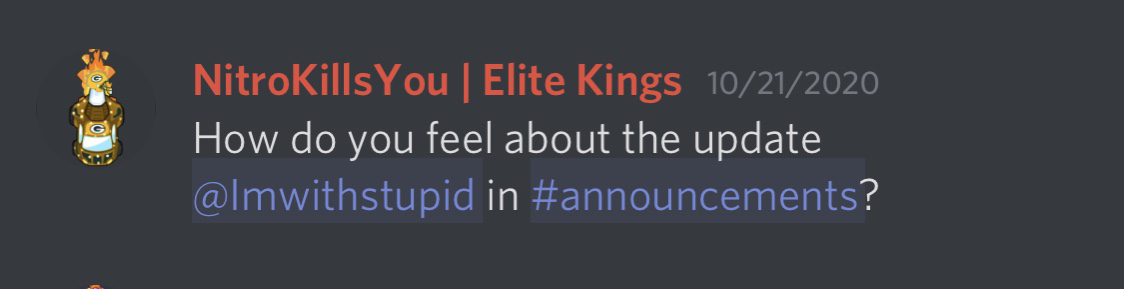 NitroKillsYou | Elite Kings 10/21/2020
How do you feel about the update
@Imwithstupid in #announcements?